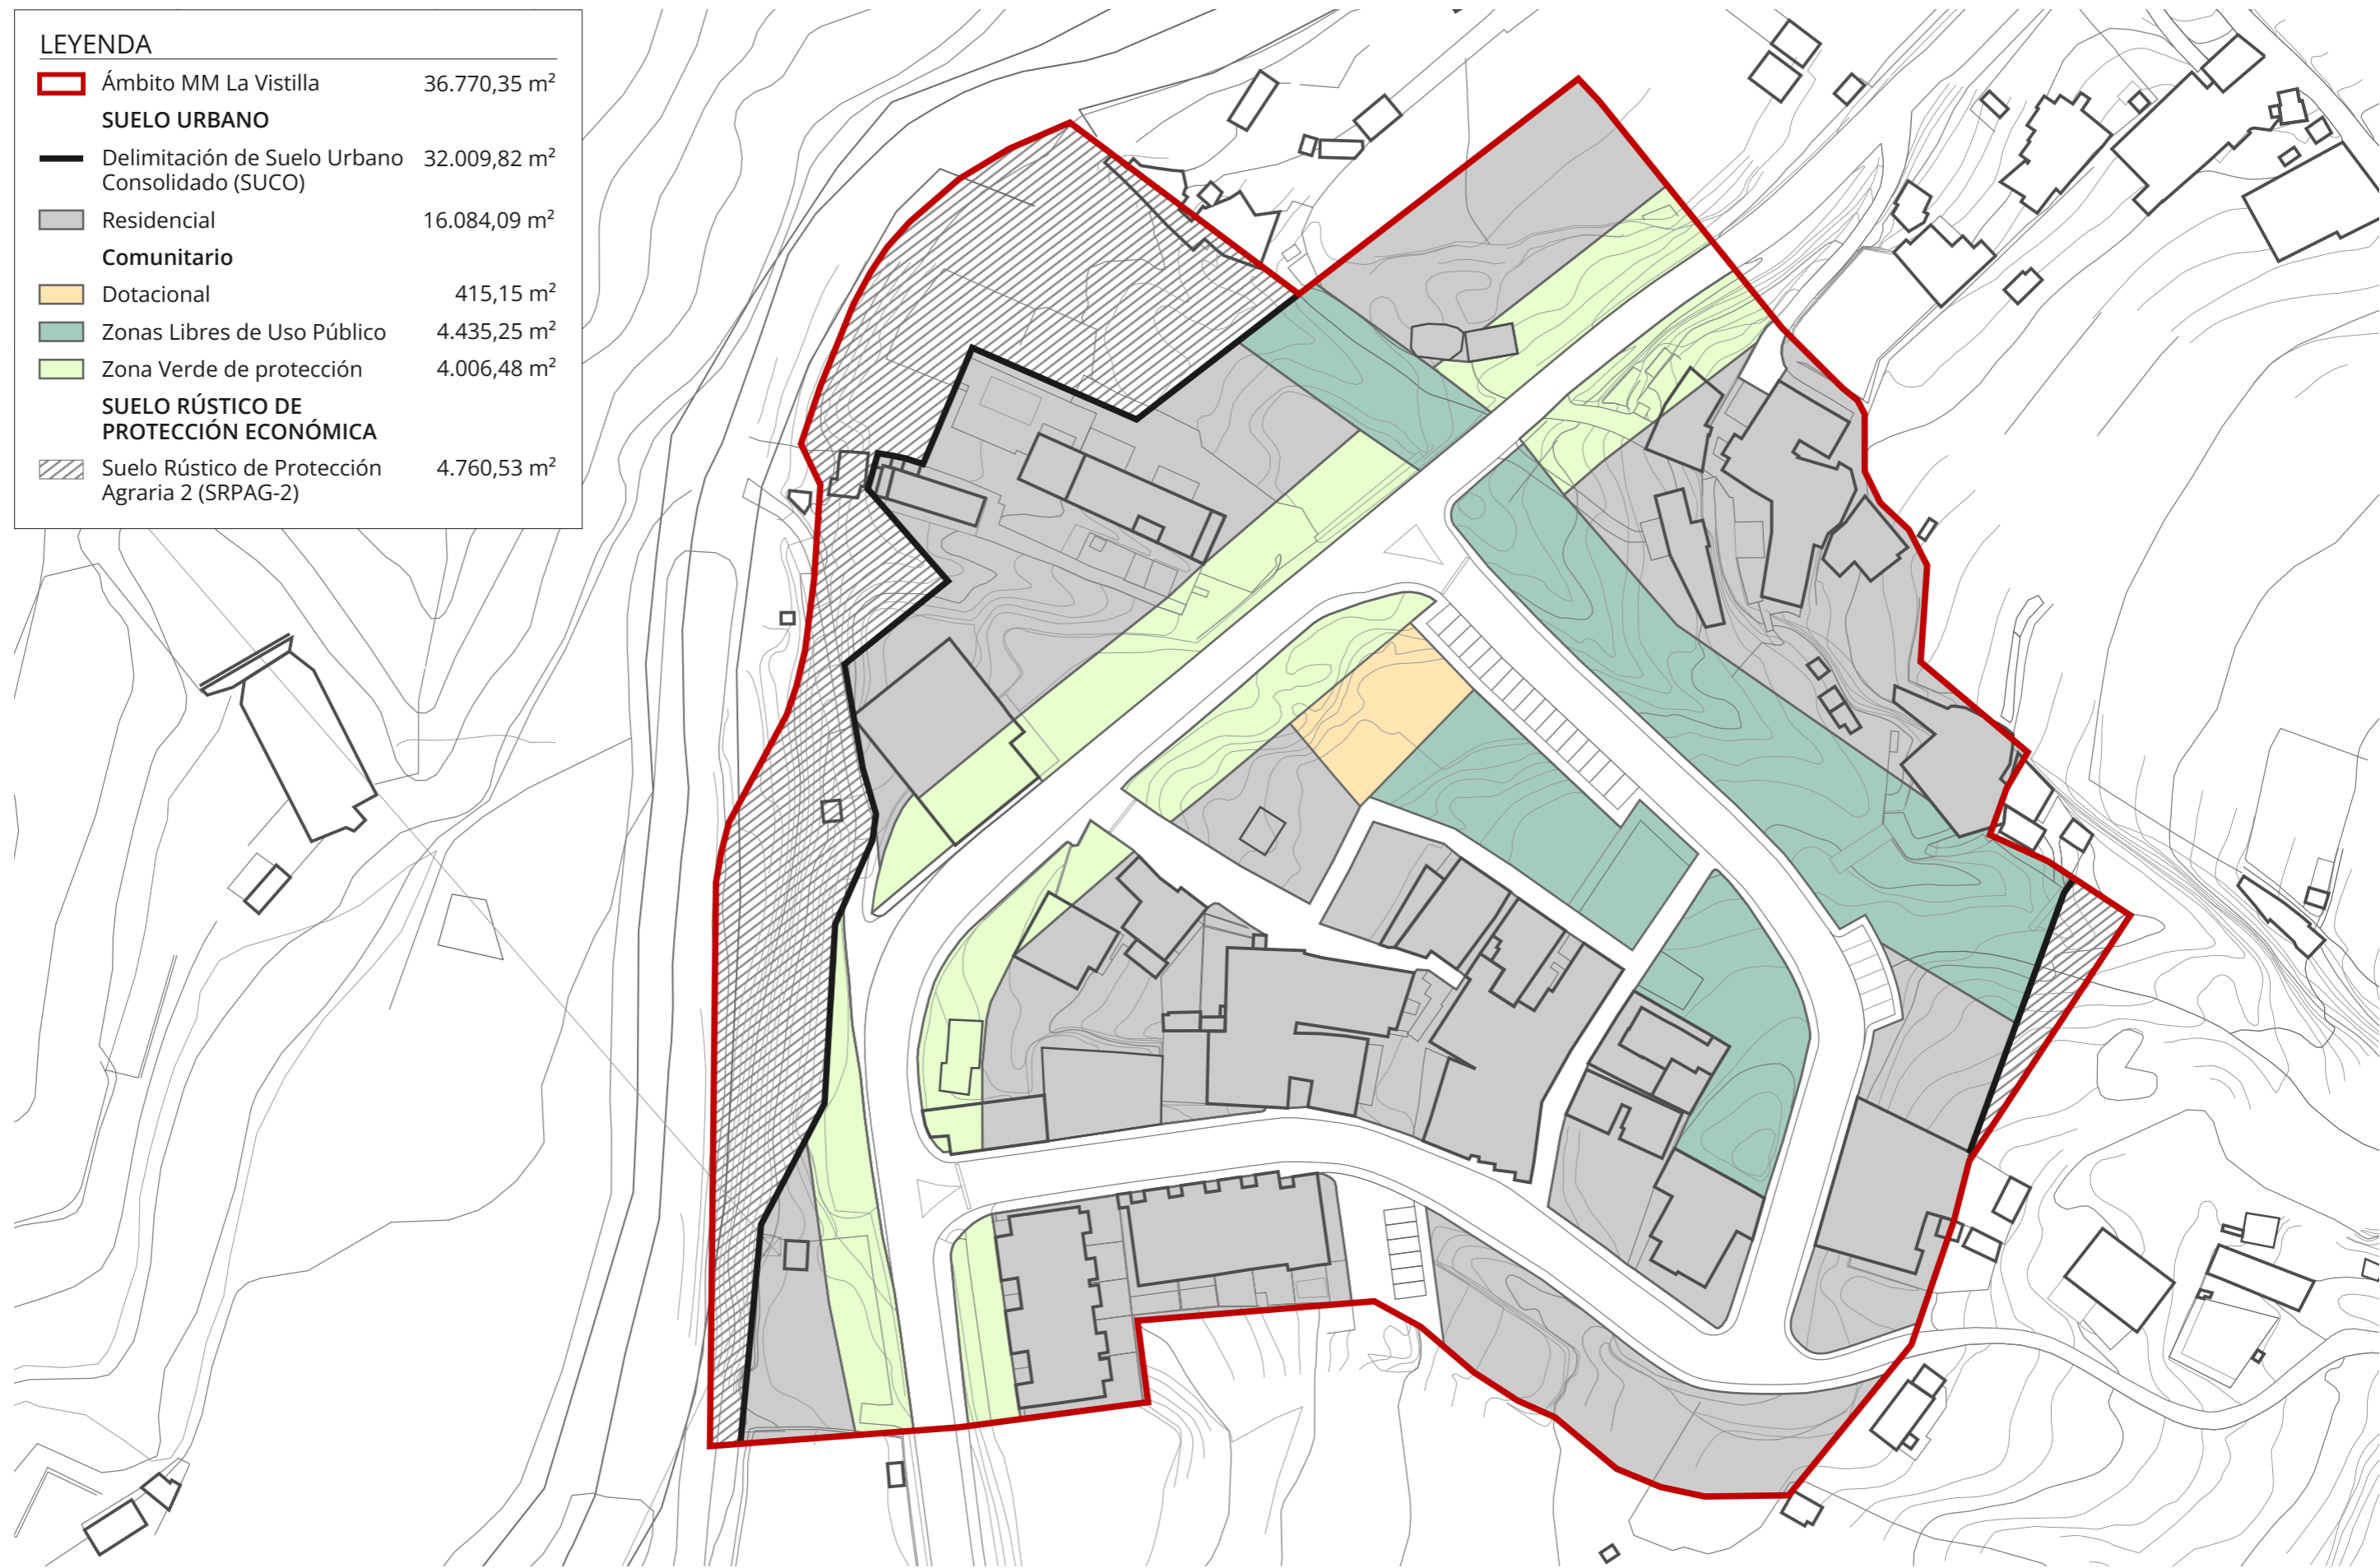 LEYENDA
Ámbito MM La Vistilla 36.770,35 m²
SUELO URBANO
Delimitación de Suelo Urbano 32.009,82 m²
Consolidado (SUCO)
Residencial 16.084,09 m²
Comunitario
Dotacional 415,15 m²
Zonas Libres de Uso Público 4.435,25 m²
Zona Verde de protección 4.006,48 m²
SUELO RÚSTICO DE
PROTECCIÓN ECONÓMICA
Suelo Rústico de Protección 4.760,53 m²
Agraria 2 (SRPAG-2)